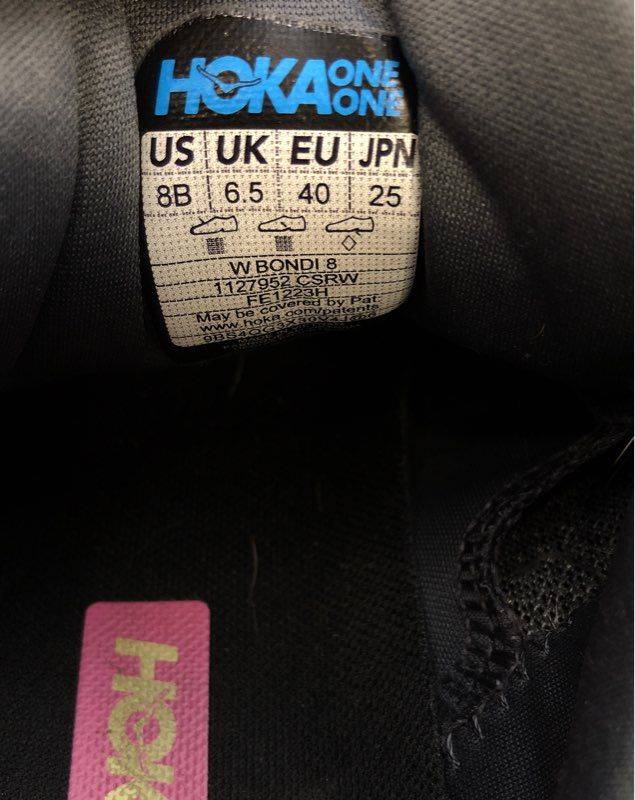 HOKA ONE ONE
US UK EU JPN
8B 6.5 40 25
W BONDI 8
1127952 CSRW
FE1223H
May be covered by Pat.
www.hoka.com/patents
HOKA